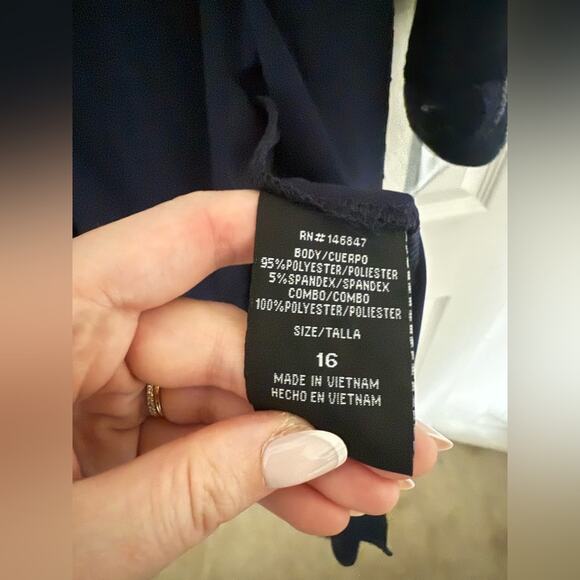 RN#146847
BODY/CUERPO
95%POLYESTER/POLIESTER
5%SPANDEX/SPANDEX
COMBO/COMBO
100%POLYESTER/POLIESTER
SIZE/TALLA
16
MADE IN VIETNAM
HECHO EN VIETNAM